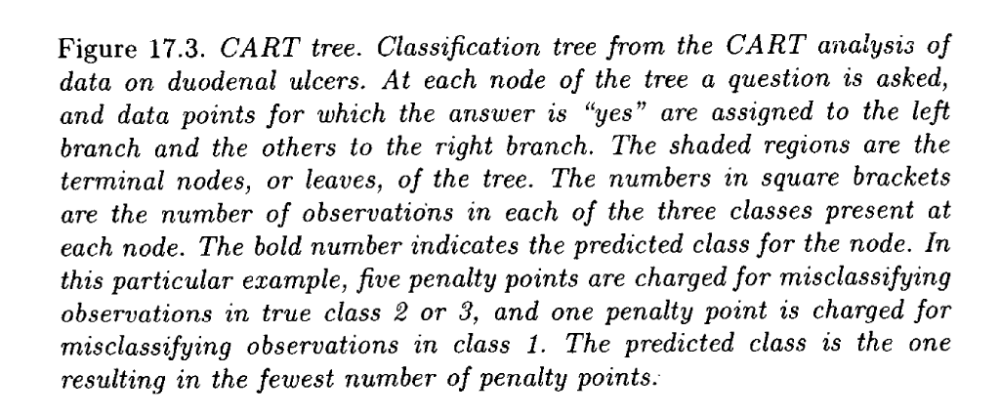 Figure 17.3. CART tree. Classification tree from the CART analysis of
data on duodenal ulcers. At each node of the tree a question is asked,
and data points for which the answer is “yes” are assigned to the left
branch and the others to the right branch. The shaded regions are the
terminal nodes, or leaves, of the tree. The numbers in square brackets
are the number of observations in each of the three classes present at
each node. The bold number indicates the predicted class for the node. In
this particular example, five penalty points are charged for misclassifying
observations in true class 2 or 3, and one penalty point is charged for
misclassifying observations in class 1. The predicted class is the one
resulting in the fewest number of penalty points.